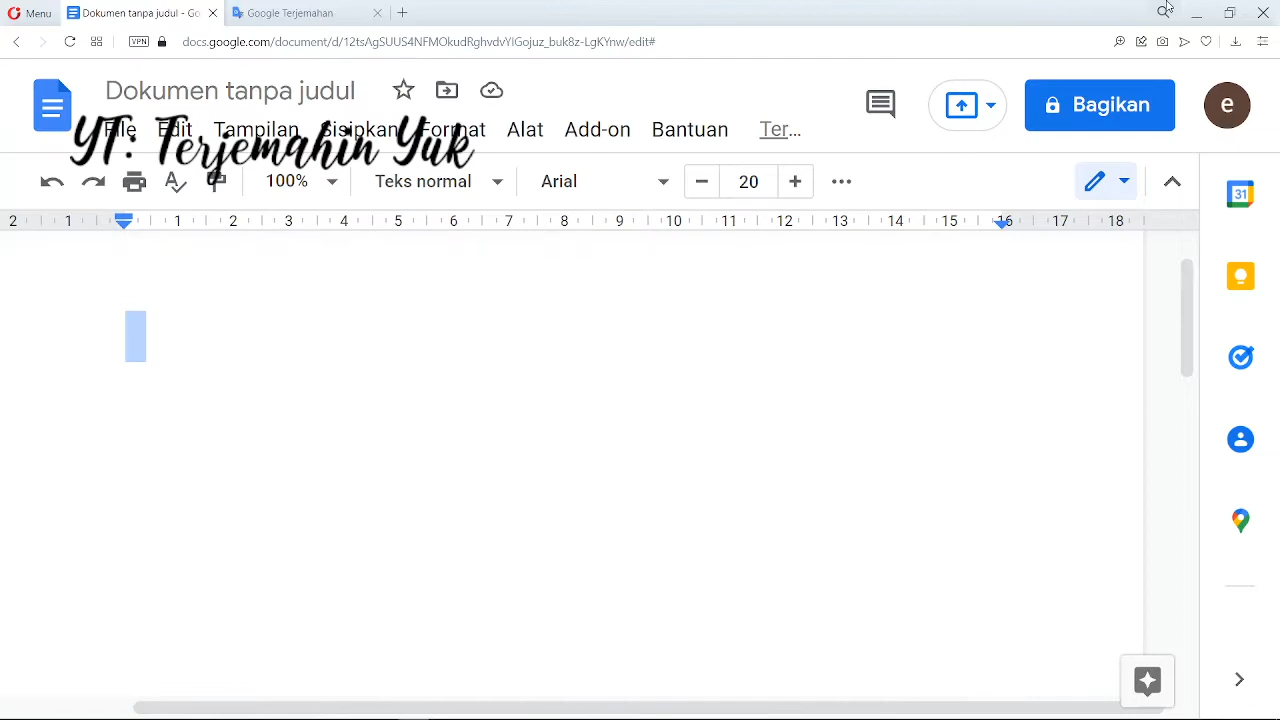 Menu
Dokumen tanpa judul - Go
Google Terjemahan
VPN
docs.google.com/document/d/12tsAgSUUS4NFMOkudRghvdvYIGojuz_buk8z-LgKYnw/edit#
Dokumen tanpa judul
File Edit Tampilan Sisipkan Format Alat Add-on Bantuan Ter...
YT: Terjemahin Yuk
Bagikan
e
100% Teks normal Arial 20
2 1 1 2 3 4 5 6 7 8 9 10 11 12 13 14 15 16 17 18
31